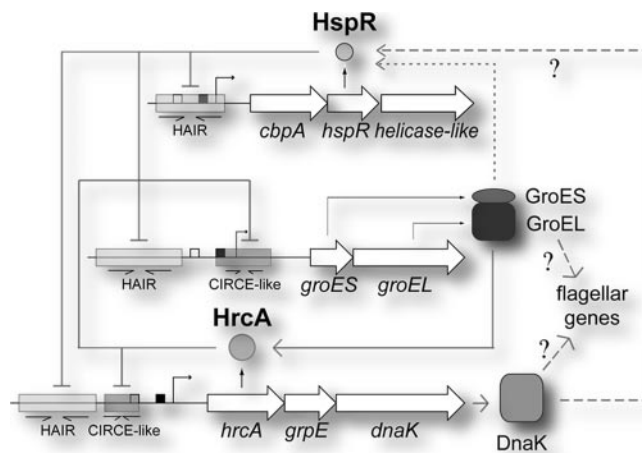 HspR
?
HAIR
cbpA hspR helicase-like
GroES
GroEL
HAIR
CIRCE-like
groES groEL
?
flagellar
genes
HrcA
?
HAIR CIRCE-like
hrcA grpE dnaK
DnaK